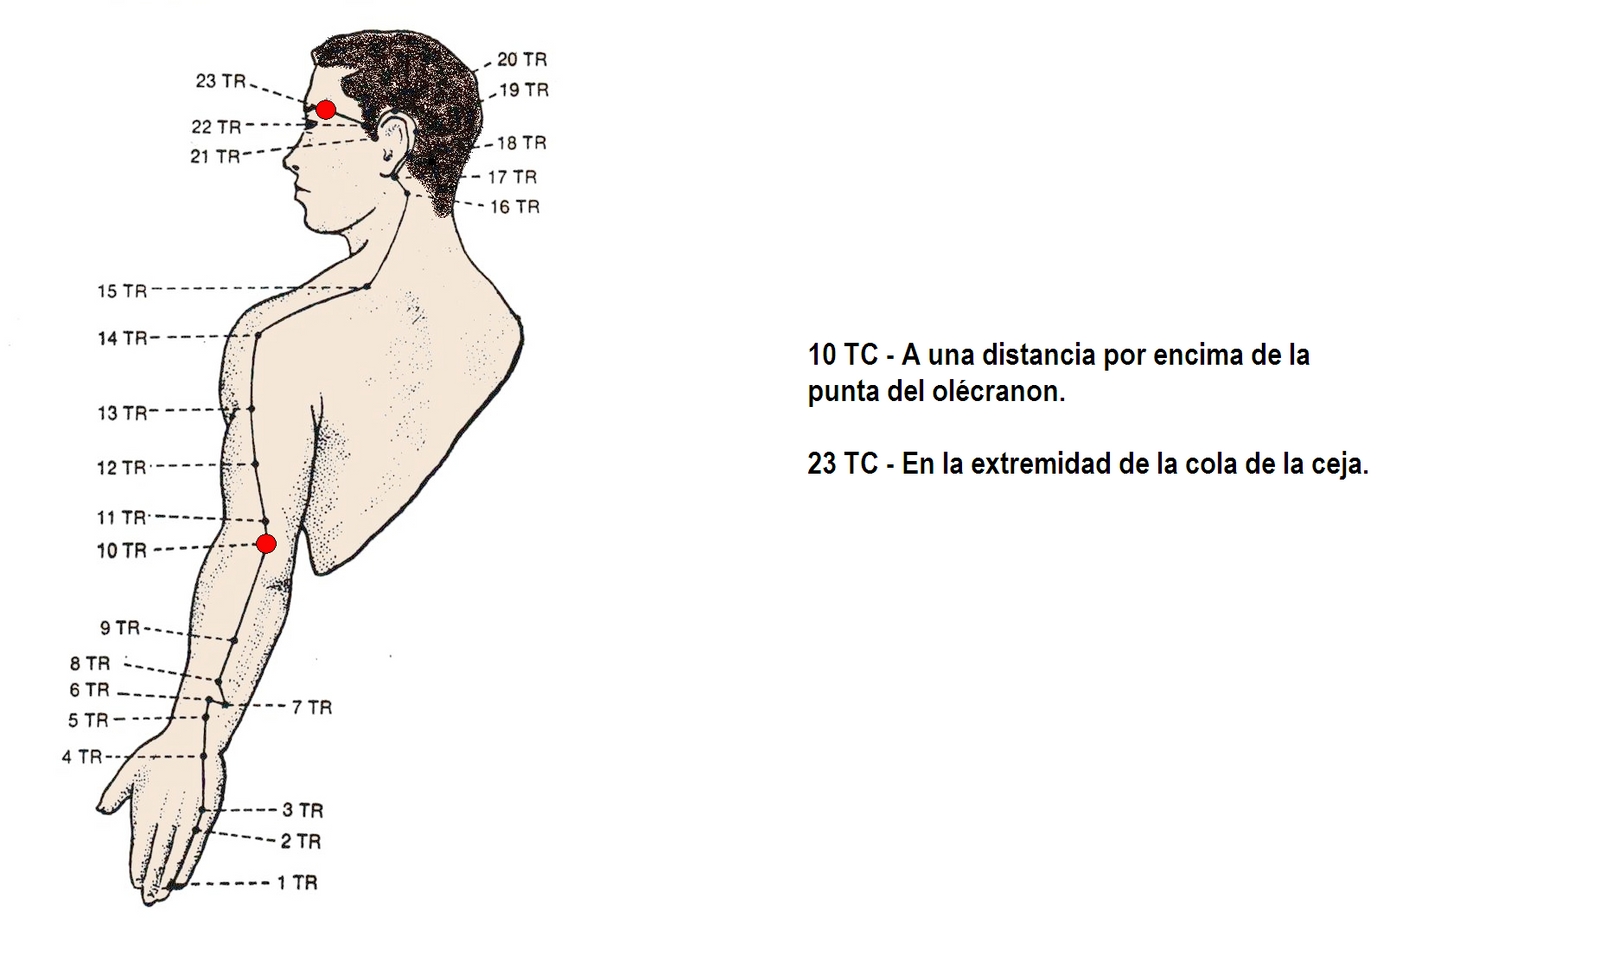 20 TR
23 TR
19 TR
22 TR
18 TR
21 TR
17 TR
16 TR
15 TR
14 TR
10 TC - A una distancia por encima de la
punta del olécranon.
13 TR
23 TC - En la extremidad de la cola de la ceja.
12 TR
11 TR
10 TR
9 TR
8 TR
6 TR
7 TR
5 TR
4 TR
3 TR
2 TR
1 TR